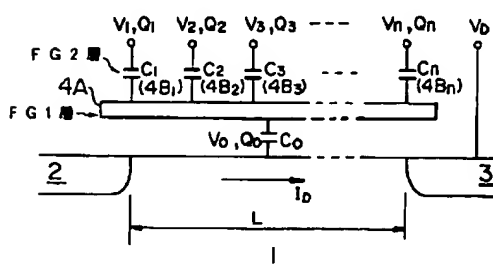 V1,Q1 V2,Q2 V3,Q3 --- Vn,Qn VD
FG2層 C1 C2 C3 --- Cn
4A (4B1) (4B2) (4B3) (4Bn)
FG1層
V0,Q0 C0
2 ID 3
L
1